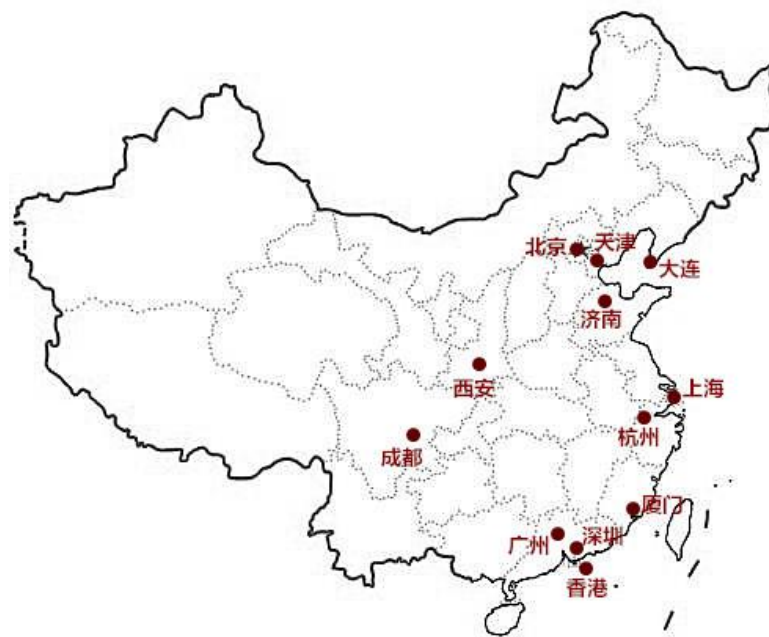 北京
天津
大连
济南
西安
上海
杭州
成都
厦门
广州
深圳
香港